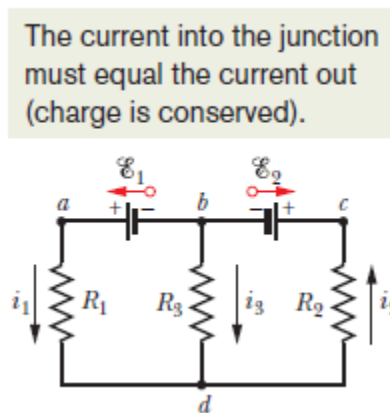 The current into the junction
must equal the current out
(charge is conserved).
ℰ1 ℰ2
a + − b − + c
i1 R1 R3 i3 R2
d